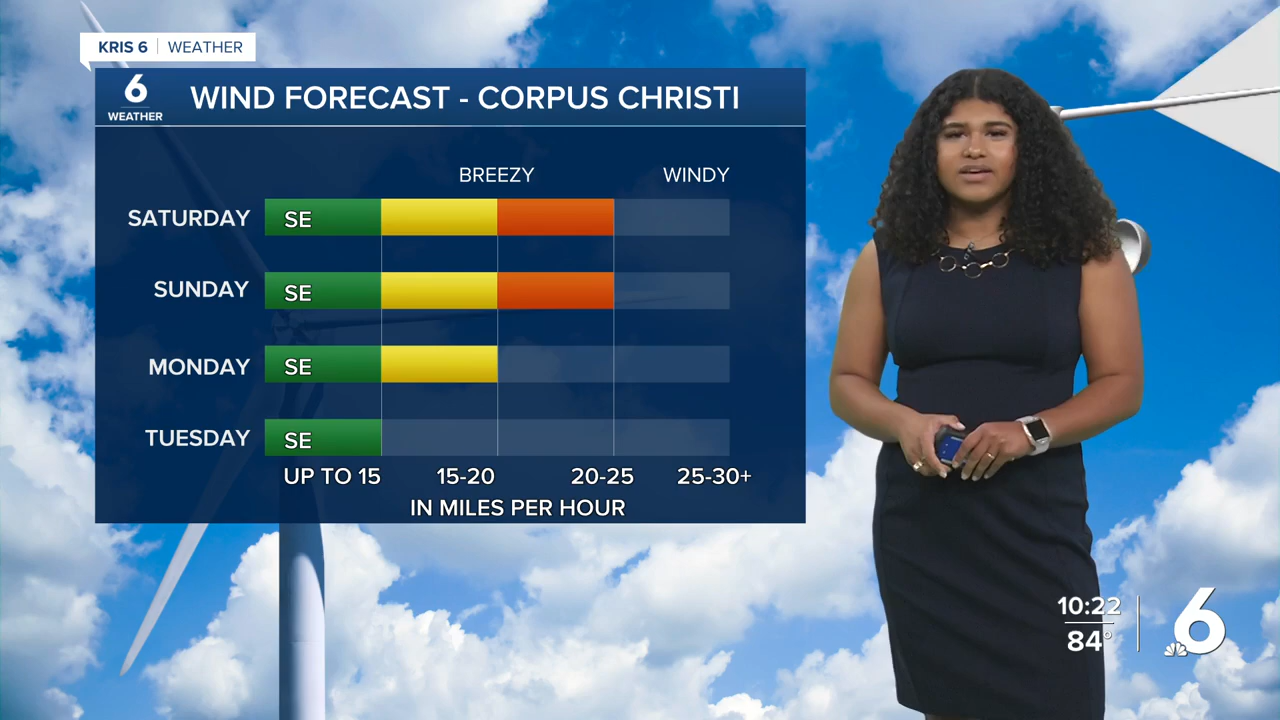 KRIS 6 | WEATHER
6
WEATHER
WIND FORECAST - CORPUS CHRISTI
BREEZY WINDY
SATURDAY SE
SUNDAY SE
MONDAY SE
TUESDAY SE
UP TO 15 15-20 20-25 25-30+
IN MILES PER HOUR
10:22
84°
6